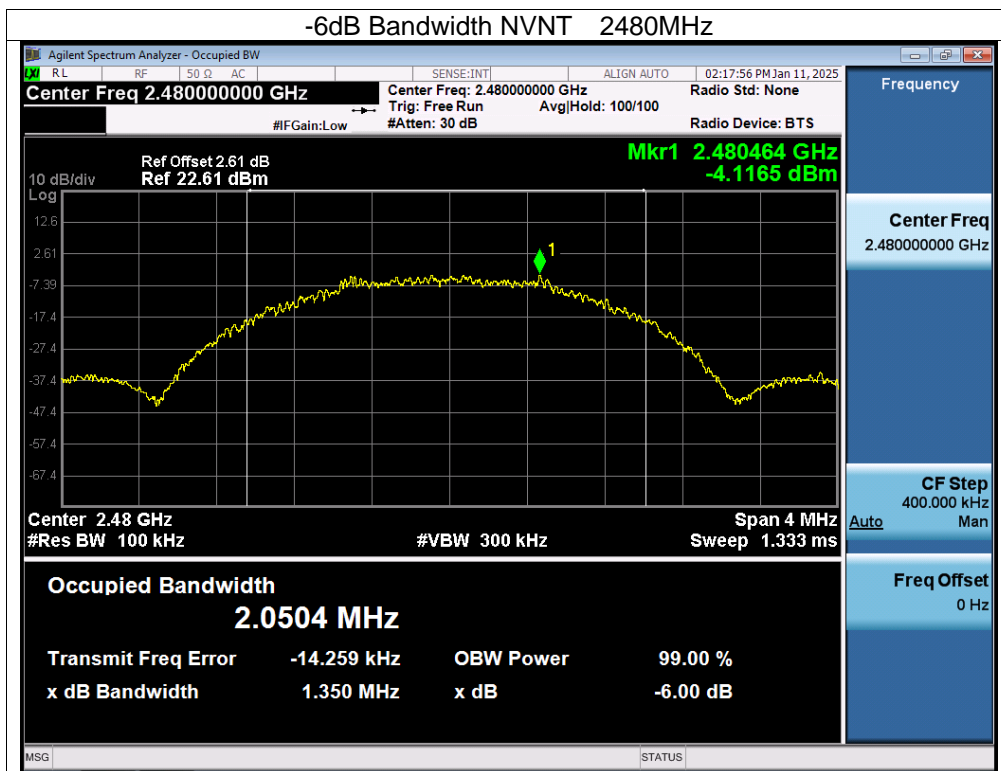 -6dB Bandwidth NVNT 2480MHz
Agilent Spectrum Analyzer - Occupied BW
LXI RL RF 50 Ω AC SENSE:INT ALIGN AUTO 02:17:56 PM Jan 11, 2025
Center Freq 2.480000000 GHz
Center Freq: 2.480000000 GHz Radio Std: None
Trig: Free Run Avg|Hold: 100/100
#IFGain:Low #Atten: 30 dB Radio Device: BTS
Frequency
Mkr1 2.480464 GHz
-4.1165 dBm
Ref Offset 2.61 dB
10 dB/div Ref 22.61 dBm
Log
12.6
2.61
-7.39
-17.4
-27.4
-37.4
-47.4
-57.4
-67.4
1
Center 2.48 GHz Span 4 MHz
#Res BW 100 kHz #VBW 300 kHz Sweep 1.333 ms
Occupied Bandwidth
2.0504 MHz
Transmit Freq Error -14.259 kHz OBW Power 99.00 %
x dB Bandwidth 1.350 MHz x dB -6.00 dB
Center Freq
2.480000000 GHz
CF Step
400.000 kHz
Auto Man
Freq Offset
0 Hz
MSG STATUS